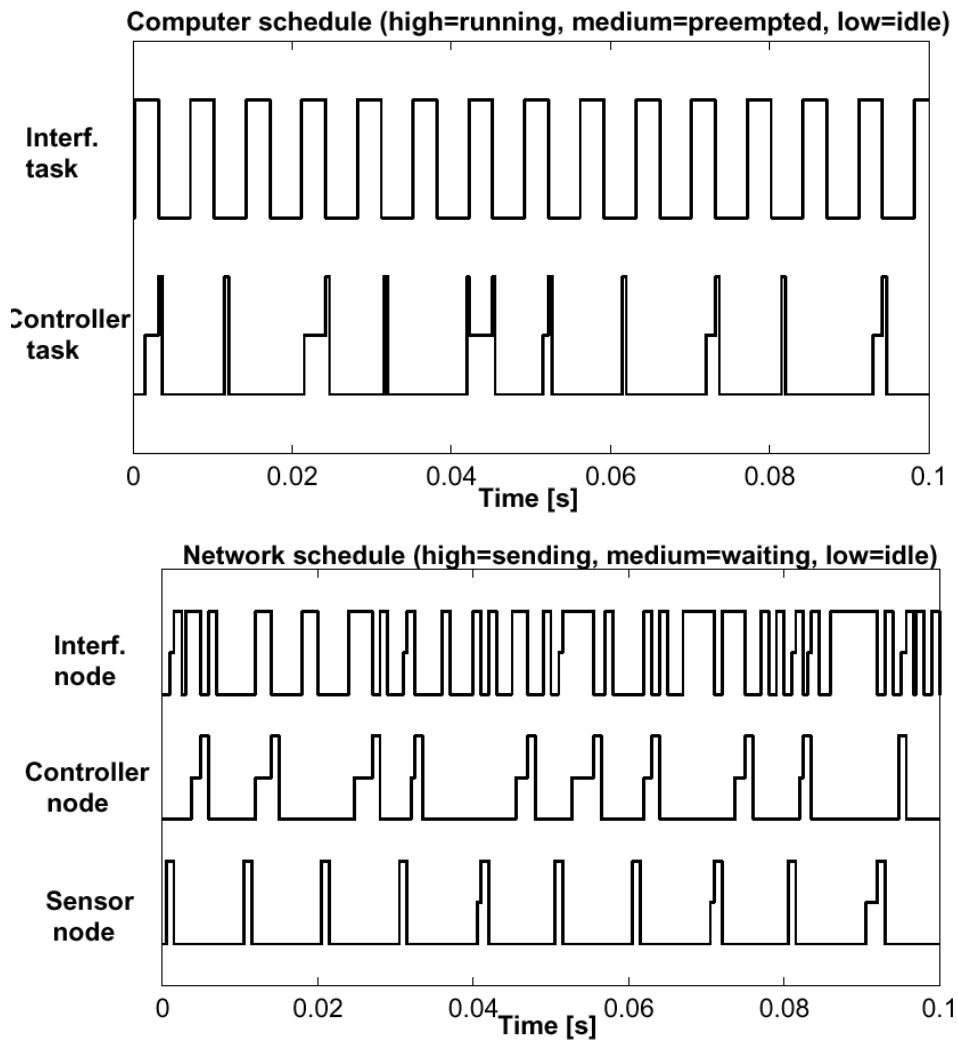 Computer schedule (high=running, medium=preempted, low=idle)
Interf.
task
Controller
task
0 0.02 0.04 0.06 0.08 0.1
Time [s]
Network schedule (high=sending, medium=waiting, low=idle)
Interf.
node
Controller
node
Sensor
node
0 0.02 0.04 0.06 0.08 0.1
Time [s]